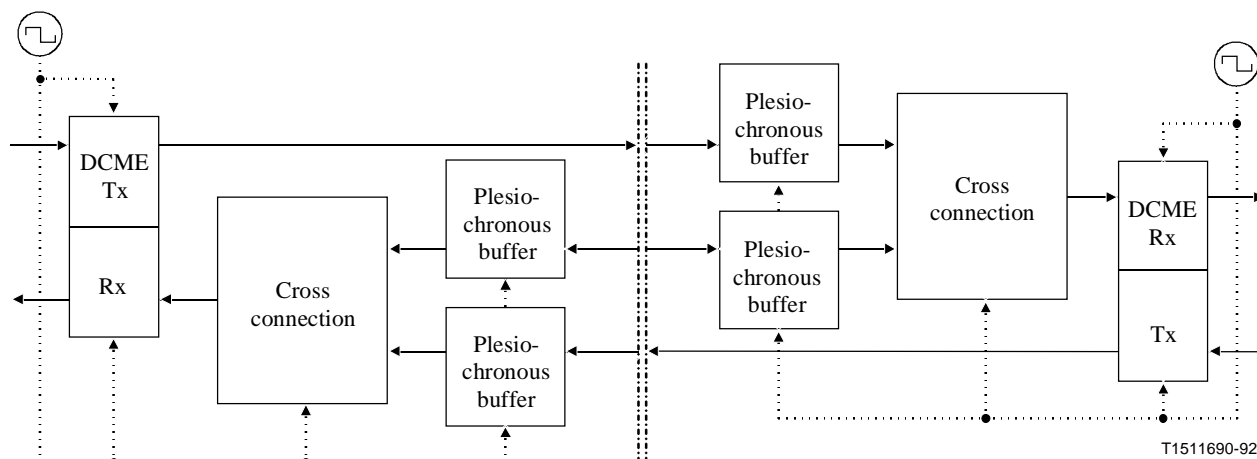 DCME
Tx
Rx
Cross
connection
Plesio-
chronous
buffer
Plesio-
chronous
buffer
Plesio-
chronous
buffer
Plesio-
chronous
buffer
Cross
connection
DCME
Rx
Tx
T1511690-92